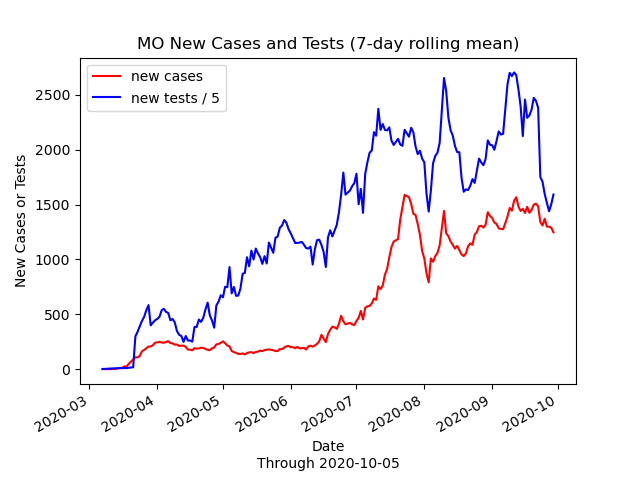 MO New Cases and Tests (7-day rolling mean)
new cases
new tests / 5
New Cases or Tests
2500
2000
1500
1000
500
0
2020-03
2020-04
2020-05
2020-06
2020-07
2020-08
2020-09
2020-10
Date
Through 2020-10-05